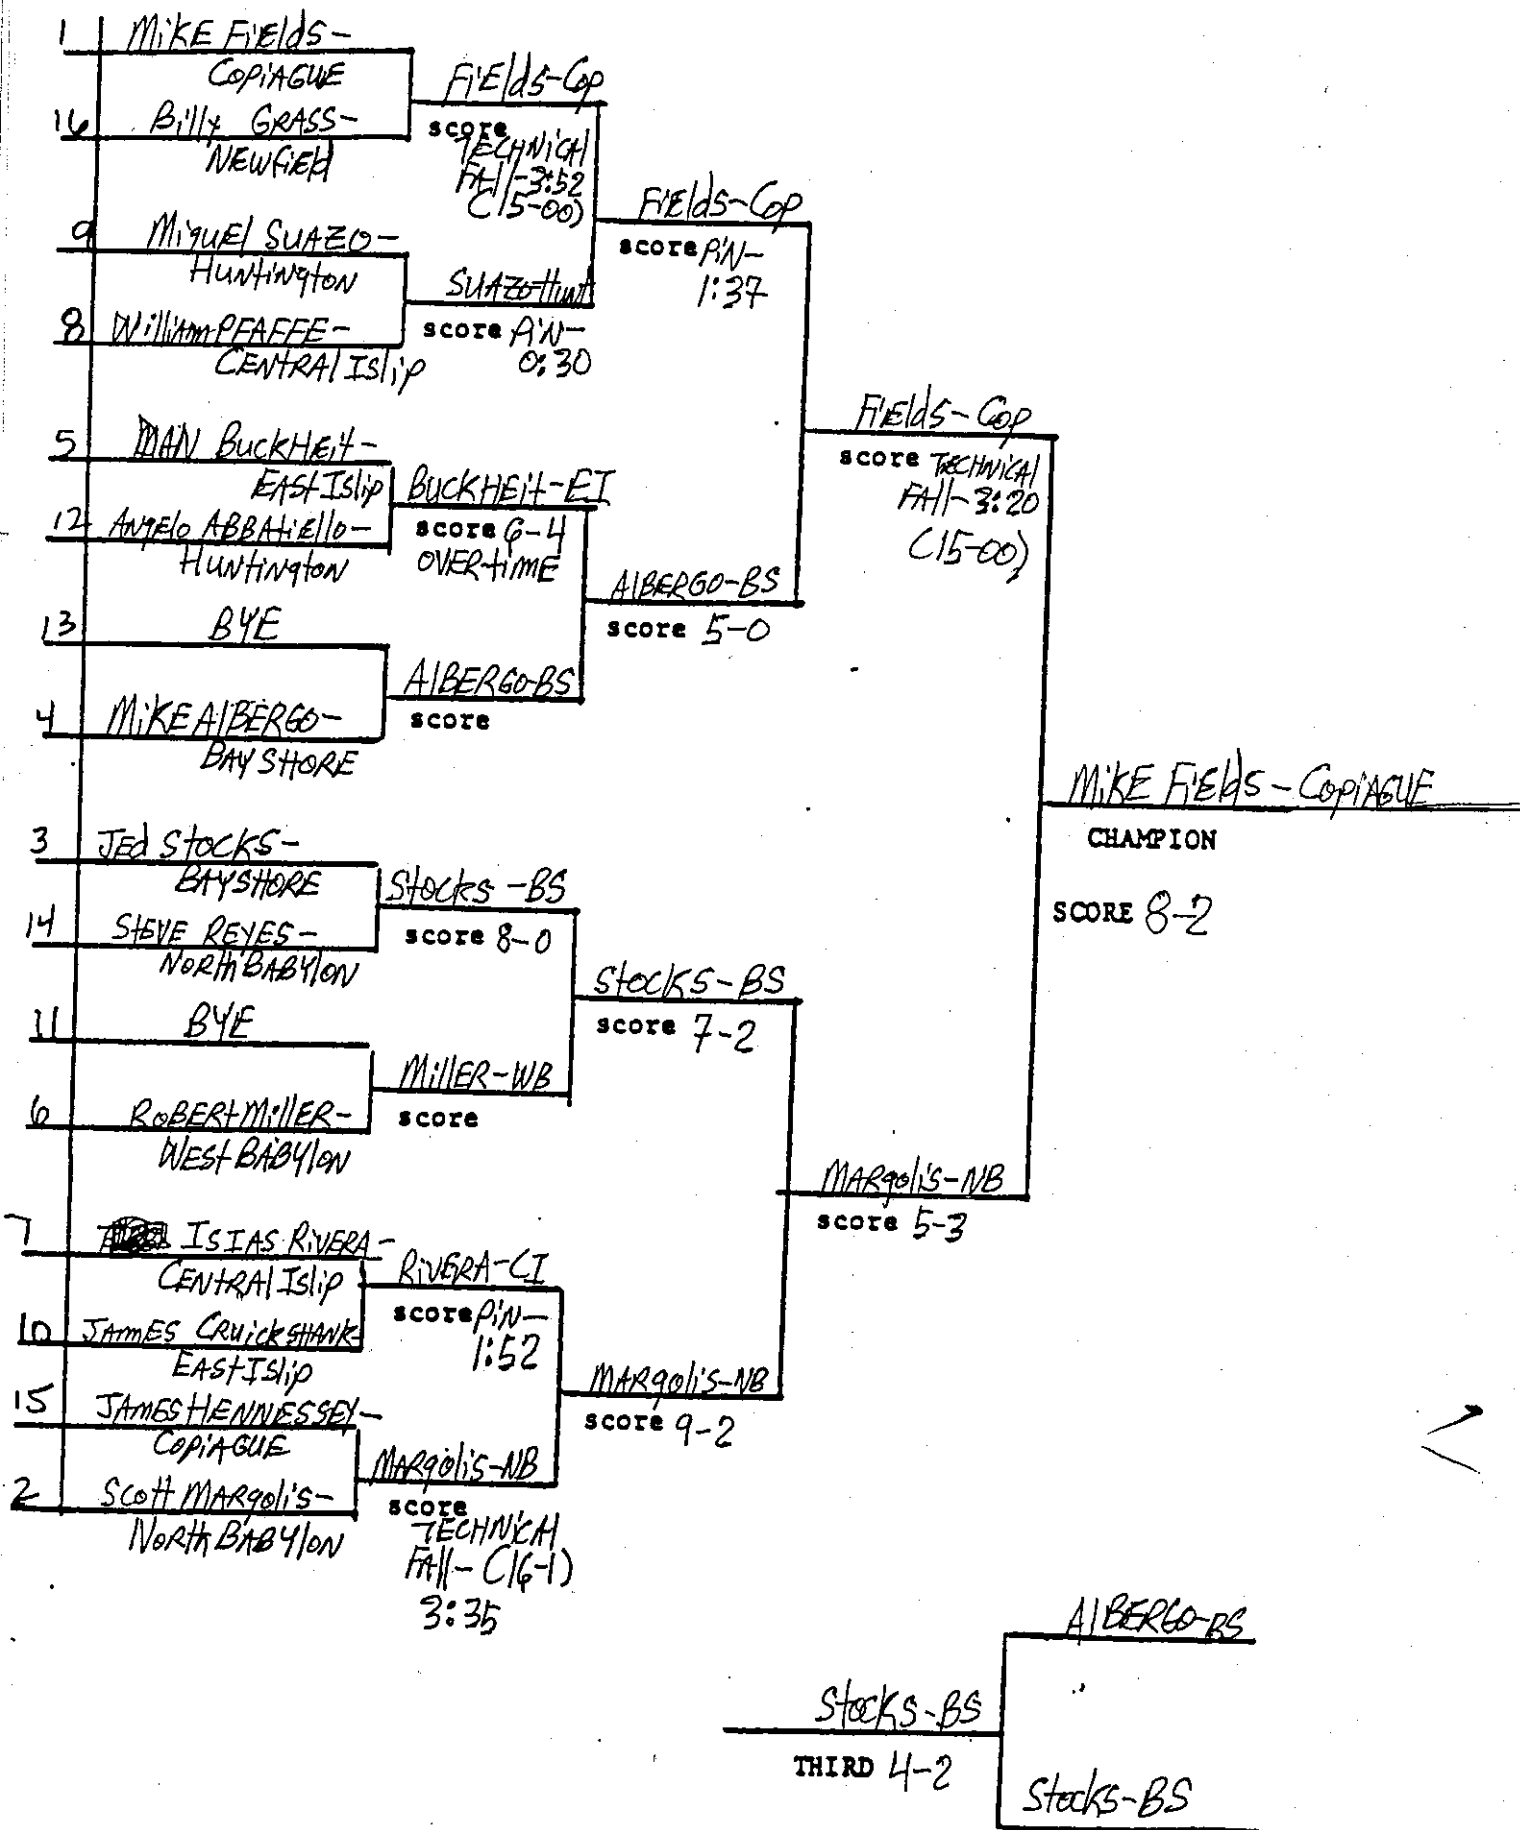 1 MIKE FIELDS-
COPIAGUE
FIELDS-COP
16 BILLY GRASS-
NEWFIELD
score
TECHNICAL
FALL-3:52
(15-00)
FIELDS-COP
score PIN-
1:37
9 MIGUEL SUAZO-
HUNTINGTON
SUAZO-HUNT
8 WILLIAM PFAFFE-
CENTRAL ISLIP
score PIN-
0:30
FIELDS-COP
score TECHNICAL
FALL-3:20
(15-00)
5 DAN BUCKHEIT-
EAST ISLIP
BUCKHEIT-EI
12 ANGELO ABBATIELLO-
HUNTINGTON
score 6-4
OVERTIME
ALBERGO-BS
score 5-0
13 BYE
ALBERGO-BS
score
4 MIKE ALBERGO-
BAY SHORE
MIKE FIELDS-COPIAGUE
CHAMPION
SCORE 8-2
3 JED STOCKS-
BAYSHORE
STOCKS-BS
14 STEVE REYES-
NORTH BABYLON
score 8-0
STOCKS-BS
score 7-2
11 BYE
MILLER-WB
score
6 ROBERT MILLER-
WEST BABYLON
MARGOLIS-NB
score 5-3
7 ISIAS RIVERA-
CENTRAL ISLIP
RIVERA-CI
10 JAMES CRUICKSHANK-
EAST ISLIP
score PIN-
1:52
MARGOLIS-NB
score 9-2
15 JAMES HENNESSEY-
COPIAGUE
MARGOLIS-NB
2 SCOTT MARGOLIS-
NORTH BABYLON
score
TECHNICAL
FALL-(16-1)
3:35
ALBERGO-BS
STOCKS-BS
THIRD 4-2
STOCKS-BS